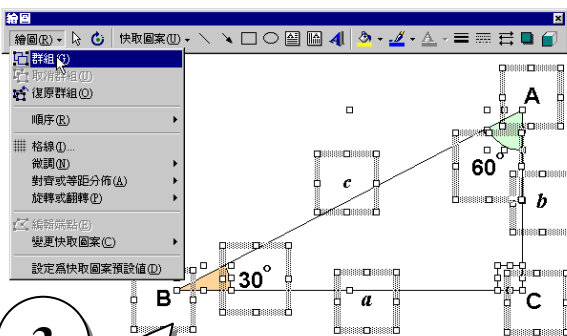 繪圖
繪圖(R) 快取圖案(U)
群組(G)
取消群組(U)
復原群組(O)
順序(R)
格線(I)...
微調(N)
對齊或等距分佈(A)
旋轉或翻轉(P)
編輯端點(E)
變更快取圖案(C)
設定為快取圖案預設值(D)
A
60°
c
b
B
30°
a
C